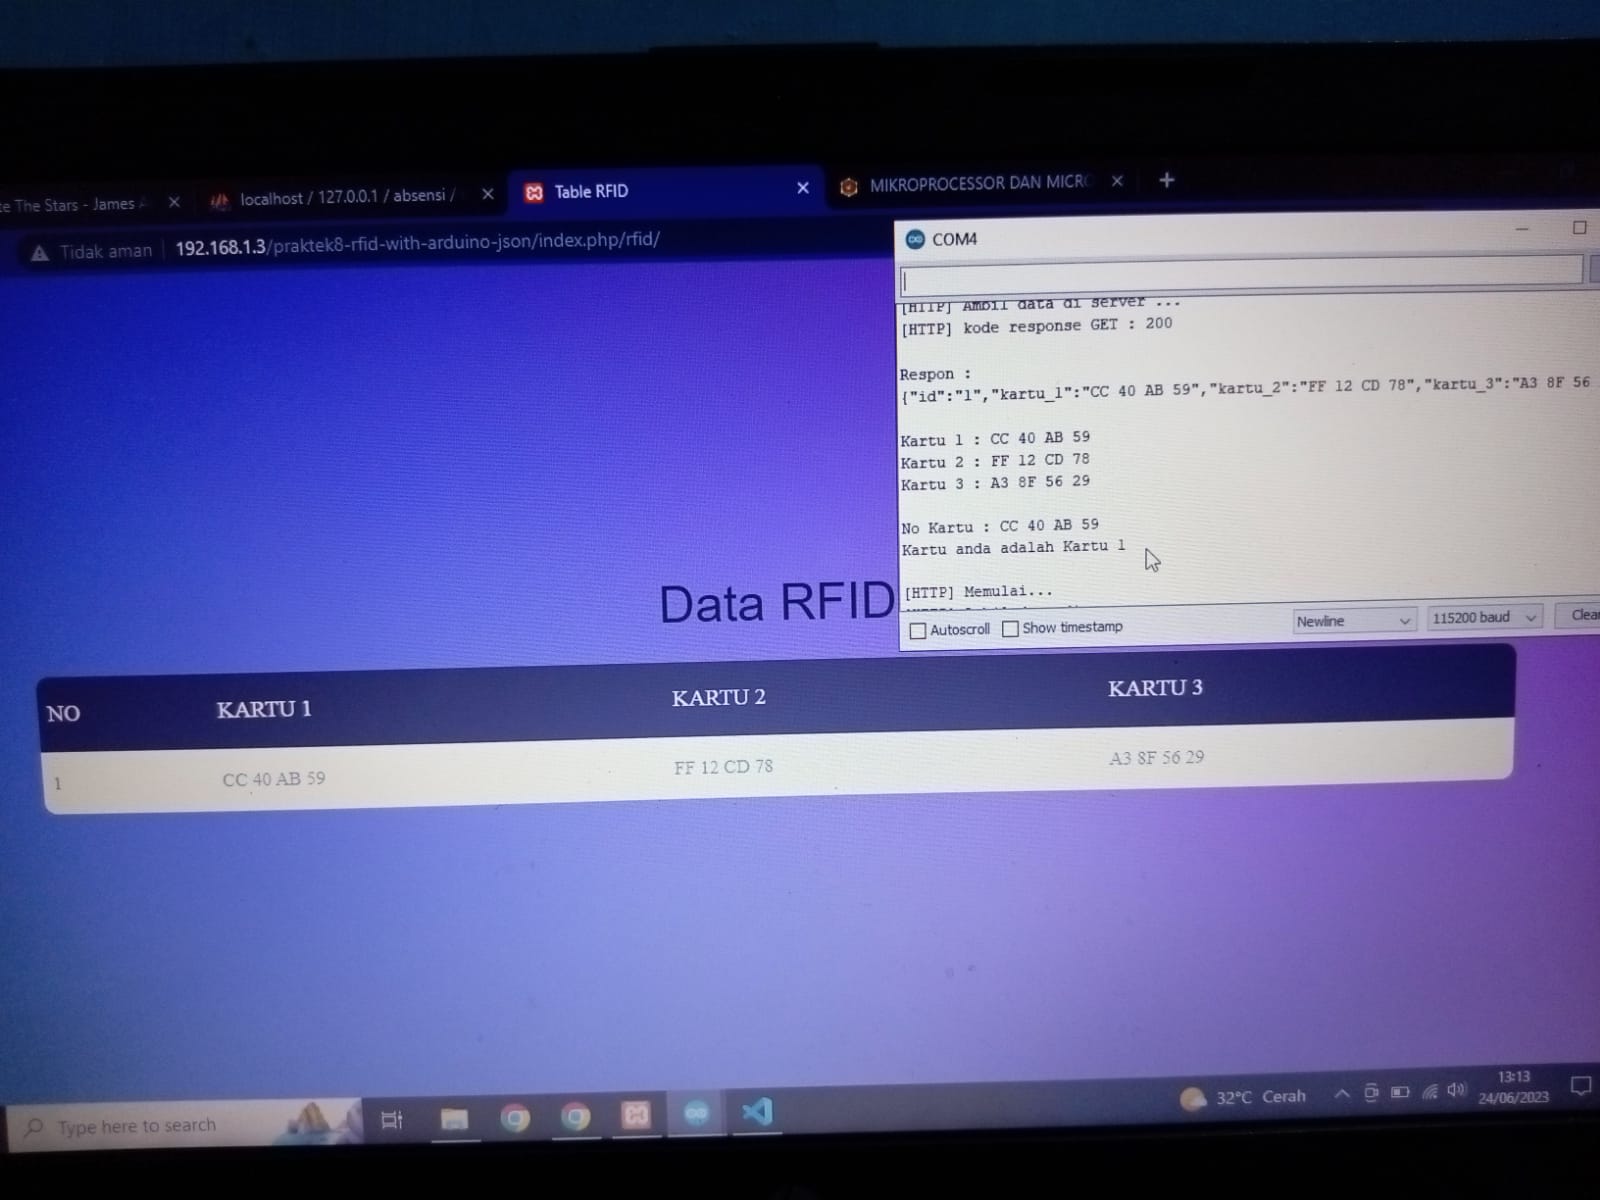 te The Stars - James A
localhost / 127.0.0.1 / absensi /
Table RFID
MIKROPROCESSOR DAN MICRO
Tidak aman
192.168.1.3/praktek8-rfid-with-arduino-json/index.php/rfid/
COM4
[HTTP] Ambil data di server ...
[HTTP] kode response GET : 200
Respon :
{"id":"1","kartu_1":"CC 40 AB 59","kartu_2":"FF 12 CD 78","kartu_3":"A3 8F 56
Kartu 1 : CC 40 AB 59
Kartu 2 : FF 12 CD 78
Kartu 3 : A3 8F 56 29
No Kartu : CC 40 AB 59
Kartu anda adalah Kartu 1
[HTTP] Memulai...
Autoscroll Show timestamp Newline 115200 baud Clear
Data RFID
NO KARTU 1 KARTU 2 KARTU 3
1 CC 40 AB 59 FF 12 CD 78 A3 8F 56 29
Type here to search
32°C Cerah
13:13
24/06/2023